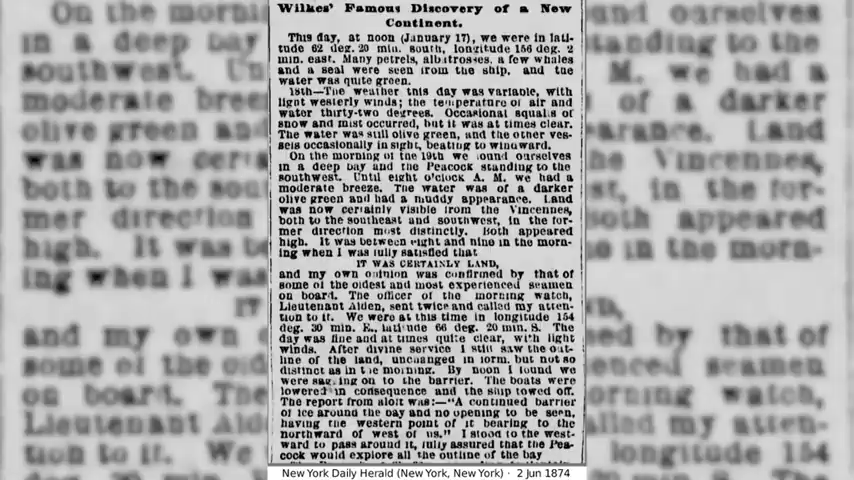 Wilkes' Famous Discovery of a New
Continent.
This day, at noon (January 17), we were in lati-
tude 62 deg. 20 min. south, longitude 156 deg. 2
min. east. Many petrels, albatrosses, a few whales
and a seal were seen from the ship, and the
water was quite green.
18th—The weather this day was variable, with
light westerly winds; the temperature of air and
water thirty-two degrees. Occasional squalls of
snow and mist occurred, but it was at times clear.
The water was still olive green, and the other ves-
sels occasionally in sight, beating to windward.
On the morning of the 19th we found ourselves
in a deep bay and the Peacock standing to the
southwest. Until eight o'clock A. M. we had a
moderate breeze. The water was of a darker
olive green and had a muddy appearance. Land
was now certainly visible from the Vincennes,
both to the southeast and southwest, in the for-
mer direction most distinctly. Both appeared
high. It was between eight and nine in the morn-
ing when I was fully satisfied that
IT WAS CERTAINLY LAND,
and my own opinion was confirmed by that of
some of the oldest and most experienced seamen
on board. The officer of the morning watch,
Lieutenant Alden, sent twice and called my atten-
tion to it. We were at this time in longitude 154
deg. 30 min. E., latitude 66 deg. 20 min. S. The
day was fine and at times quite clear, with light
winds. After divine service I still saw the out-
line of the land, unchanged in form, but not so
distinct as in the morning. By noon I found we
were sagging on to the barrier. The boats were
lowered in consequence and the ship towed off.
The report from aloft was:—"A continued barrier
of ice around the bay and no opening to be seen,
having the western point of it bearing to the
northward of west of us." I stood to the west-
ward to pass around it, fully assured that the Pea-
cock would explore all the outline of the bay
New York Daily Herald (New York, New York) · 2 Jun 1874